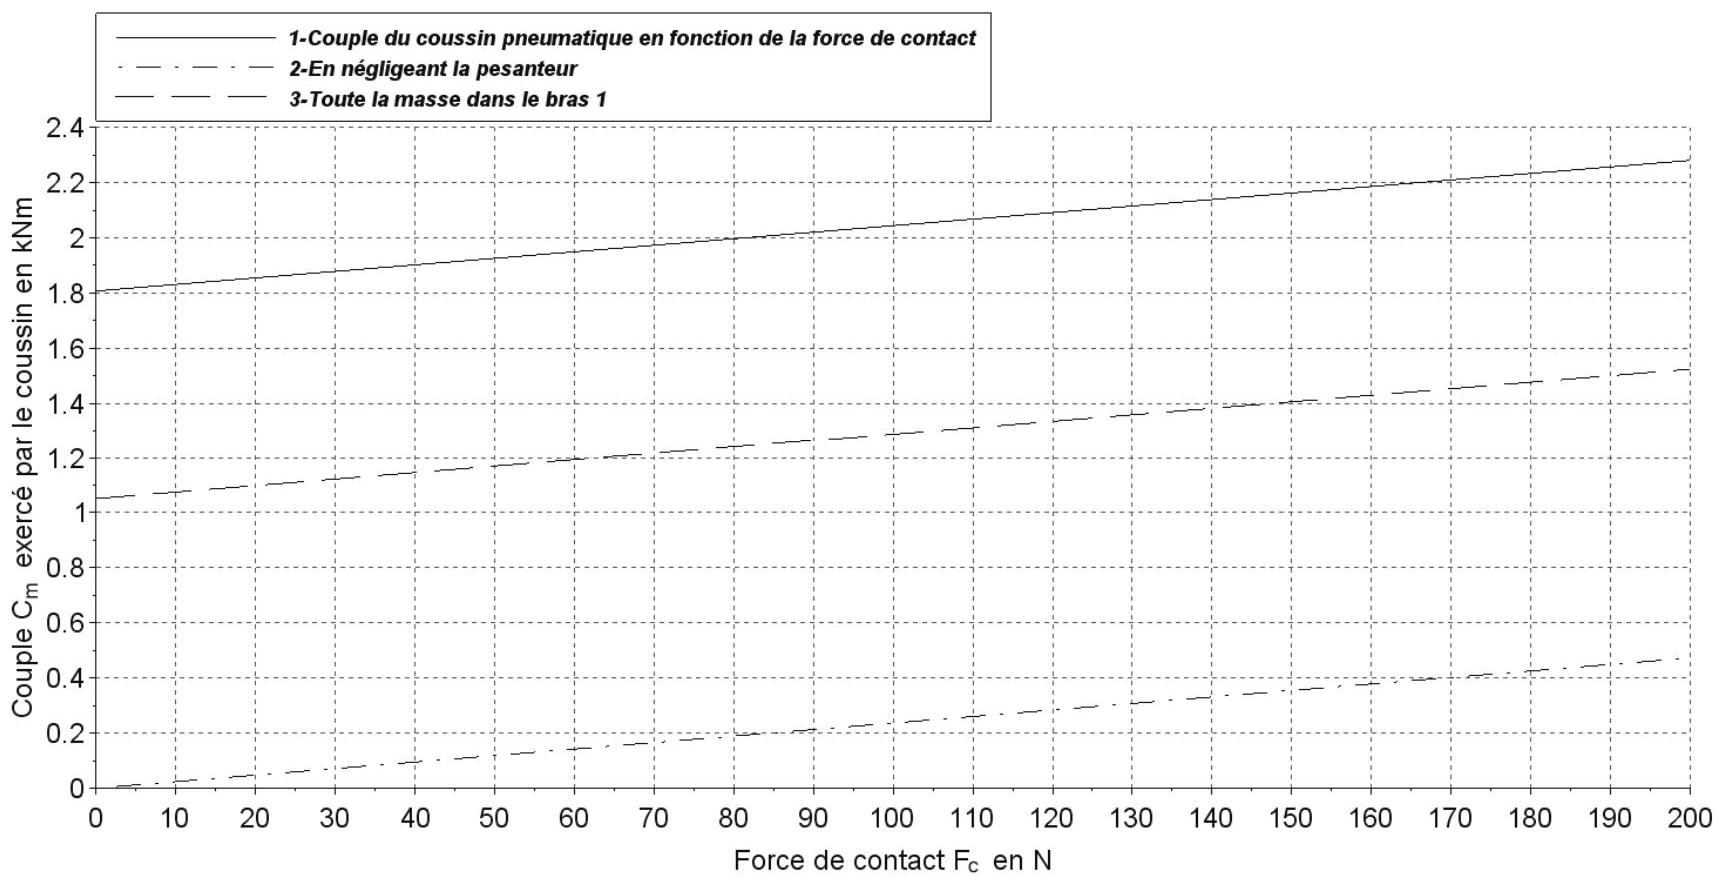 1-Couple du coussin pneumatique en fonction de la force de contact
2-En négligeant la pesanteur
3-Toute la masse dans le bras 1
2.4
2.2
2
1.8
1.6
1.4
1.2
1
0.8
0.6
0.4
0.2
0
Couple Cm exercé par le coussin en kNm
0 10 20 30 40 50 60 70 80 90 100 110 120 130 140 150 160 170 180 190 200
Force de contact Fc en N